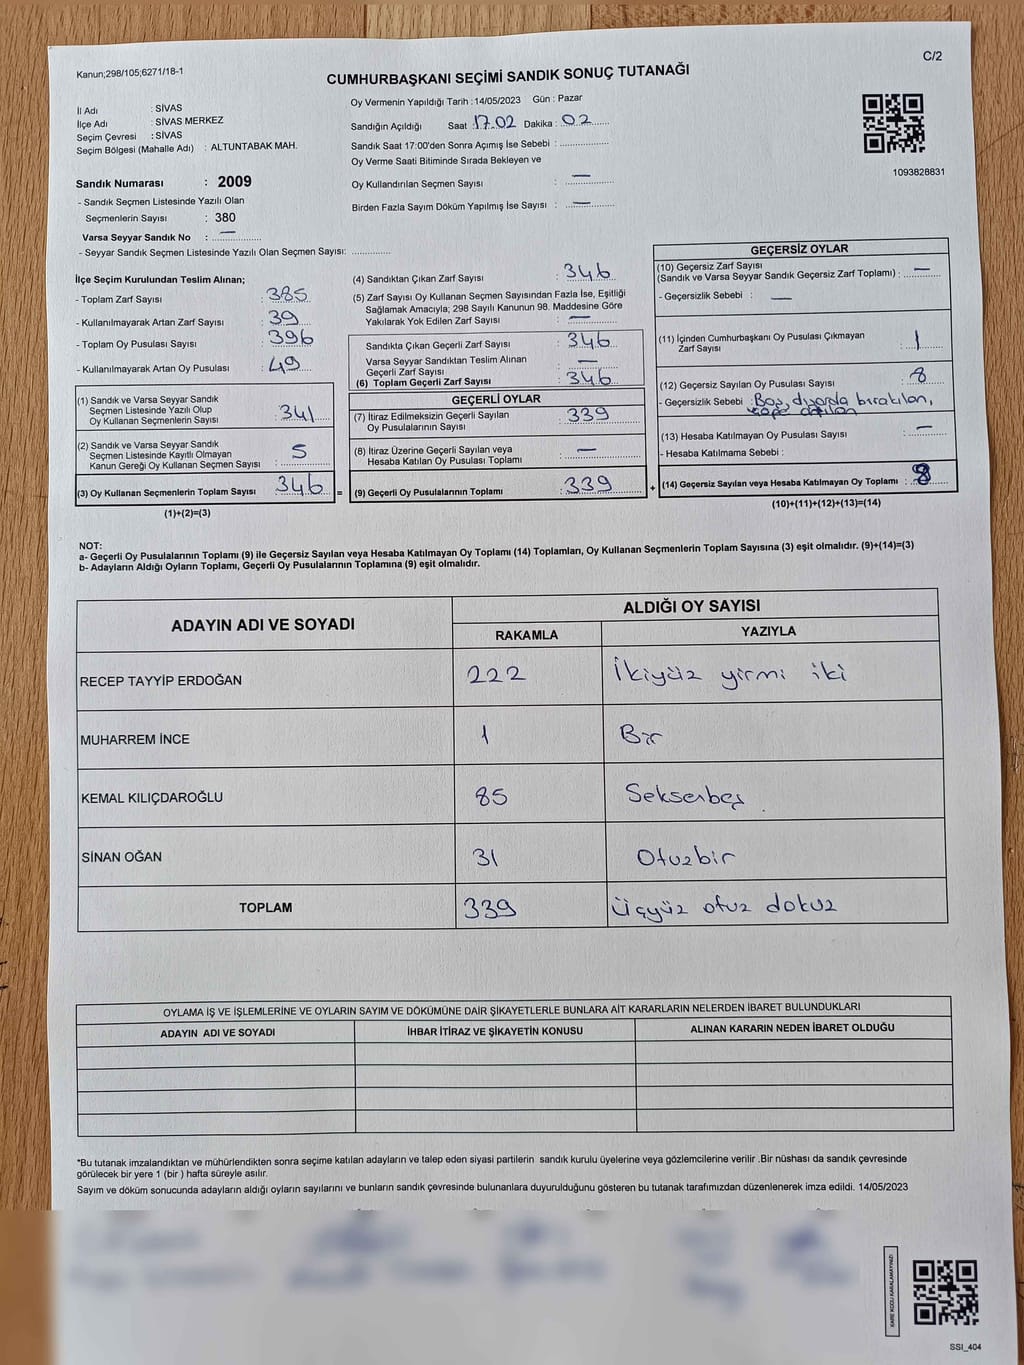 Kanun;298/105;6271/18-1
C/2
CUMHURBAŞKANI SEÇİMİ SANDIK SONUÇ TUTANAĞI
İl Adı : SİVAS
İlçe Adı : SİVAS MERKEZ
Seçim Çevresi : SİVAS
Seçim Bölgesi (Mahalle Adı) : ALTUNTABAK MAH.
Sandık Numarası : 2009
- Sandık Seçmen Listesinde Yazılı Olan
Seçmenlerin Sayısı : 380
Varsa Seyyar Sandık No : —
- Seyyar Sandık Seçmen Listesinde Yazılı Olan Seçmen Sayısı: ............
Oy Vermenin Yapıldığı Tarih :14/05/2023 Gün : Pazar
Sandığın Açıldığı Saat :17.02 Dakika : 02
Sandık Saat 17:00'den Sonra Açımış Ise Sebebi : ...............
Oy Verme Saati Bitiminde Sırada Bekleyen ve
Oy Kullandırılan Seçmen Sayısı : —
Birden Fazla Sayım Döküm Yapılmış İse Sayısı : —
1093828831
İlçe Seçim Kurulundan Teslim Alınan;
- Toplam Zarf Sayısı : 385
- Kullanılmayarak Artan Zarf Sayısı : 39
- Toplam Oy Pusulası Sayısı : 396
- Kullanılmayarak Artan Oy Pusulası : 49
(1) Sandık ve Varsa Seyyar Sandık
Seçmen Listesinde Yazılı Olup
Oy Kullanan Seçmenlerin Sayısı : 341
(2) Sandık ve Varsa Seyyar Sandık
Seçmen Listesinde Kayıtlı Olmayan
Kanun Gereği Oy Kullanan Seçmen Sayısı : 5
(3) Oy Kullanan Seçmenlerin Toplam Sayısı : 346 =
(1)+(2)=(3)
(4) Sandıktan Çıkan Zarf Sayısı : 346
(5) Zarf Sayısı Oy Kullanan Seçmen Sayısından Fazla İse, Eşitliği
Sağlamak Amacıyla; 298 Sayılı Kanunun 98. Maddesine Göre
Yakılarak Yok Edilen Zarf Sayısı : —
Sandıkta Çıkan Geçerli Zarf Sayısı : 346
Varsa Seyyar Sandıktan Teslim Alınan
Geçerli Zarf Sayısı : —
(6) Toplam Geçerli Zarf Sayısı : 346
GEÇERLİ OYLAR
(7) İtiraz Edilmeksizin Geçerli Sayılan
Oy Pusulalarının Sayısı : 339
(8) İtiraz Üzerine Geçerli Sayılan veya
Hesaba Katılan Oy Pusulası Toplamı : —
(9) Geçerli Oy Pusulalarının Toplamı : 339 +
GEÇERSİZ OYLAR
(10) Geçersiz Zarf Sayısı
(Sandık ve Varsa Seyyar Sandık Geçersiz Zarf Toplamı) : —
- Geçersizlik Sebebi : —
(11) İçinden Cumhurbaşkanı Oy Pusulası Çıkmayan
Zarf Sayısı : 1
(12) Geçersiz Sayılan Oy Pusulası Sayısı : 8
- Geçersizlik Sebebi : Boş, dışarda bırakılan,
(13) Hesaba Katılmayan Oy Pusulası Sayısı : —
- Hesaba Katılmama Sebebi :
(14) Geçersiz Sayılan veya Hesaba Katılmayan Oy Toplamı : 8
(10)+(11)+(12)+(13)=(14)
NOT:
a- Geçerli Oy Pusulalarının Toplamı (9) ile Geçersiz Sayılan veya Hesaba Katılmayan Oy Toplamı (14) Toplamları, Oy Kullanan Seçmenlerin Toplam Sayısına (3) eşit olmalıdır. (9)+(14)=(3)
b- Adayların Aldığı Oyların Toplamı, Geçerli Oy Pusulalarının Toplamına (9) eşit olmalıdır.
ADAYIN ADI VE SOYADI ALDIĞI OY SAYISI
RAKAMLA YAZIYLA
RECEP TAYYİP ERDOĞAN 222 İkiyüz yirmi iki
MUHARREM İNCE 1 Bir
KEMAL KILIÇDAROĞLU 85 Seksenbeş
SİNAN OĞAN 31 Otuzbir
TOPLAM 339 Üçyüz otuz dokuz
OYLAMA İŞ VE İŞLEMLERİNE VE OYLARIN SAYIM VE DÖKÜMÜNE DAİR ŞİKAYETLERLE BUNLARA AİT KARARLARIN NELERDEN İBARET BULUNDUKLARI
ADAYIN ADI VE SOYADI İHBAR İTİRAZ VE ŞİKAYETİN KONUSU ALINAN KARARIN NEDEN İBARET OLDUĞU
*Bu tutanak imzalandıktan ve mühürlendikten sonra seçime katılan adayların ve talep eden siyasi partilerin sandık kurulu üyelerine veya gözlemcilerine verilir .Bir nüshası da sandık çevresinde
görülecek bir yere 1 (bir ) hafta süreyle asılır.
Sayım ve döküm sonucunda adayların aldığı oyların sayılarını ve bunların sandık çevresinde bulunanlara duyurulduğunu gösteren bu tutanak tarafımızdan düzenlenerek imza edildi. 14/05/2023
KARE KODU KARALAMAYINIZ!
SSI_404